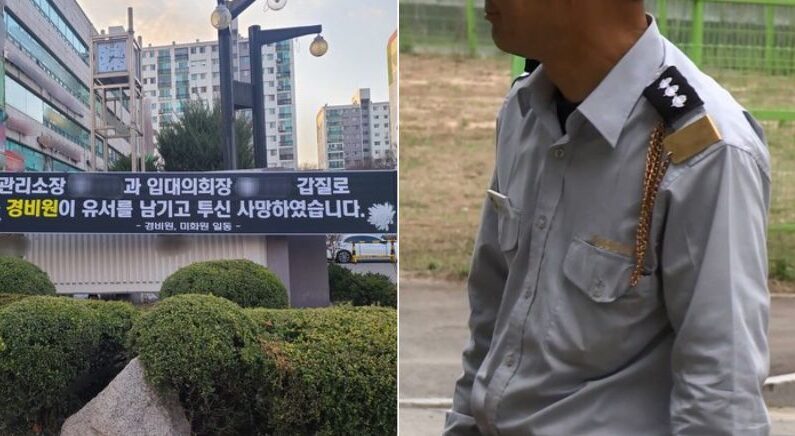 관리소장 과 입대의회장 갑질로
경비원이 유서를 남기고 투신 사망하였습니다.
- 경비원, 미화원 일동 -